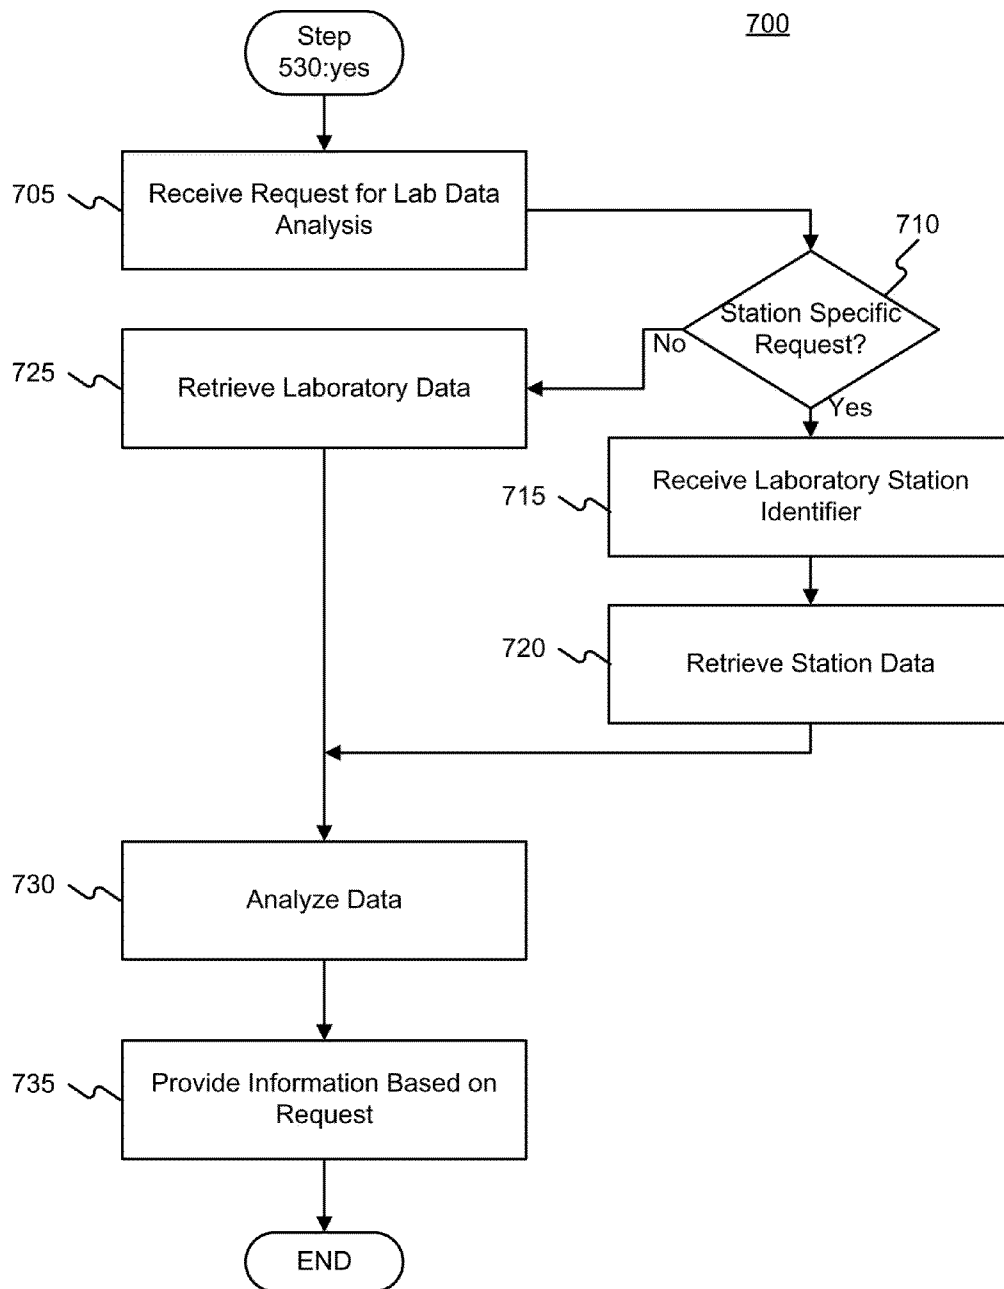 700
Step
530:yes
705
Receive Request for Lab Data
Analysis
710
Station Specific
Request?
No
Yes
725
Retrieve Laboratory Data
715
Receive Laboratory Station
Identifier
720
Retrieve Station Data
730
Analyze Data
735
Provide Information Based on
Request
END